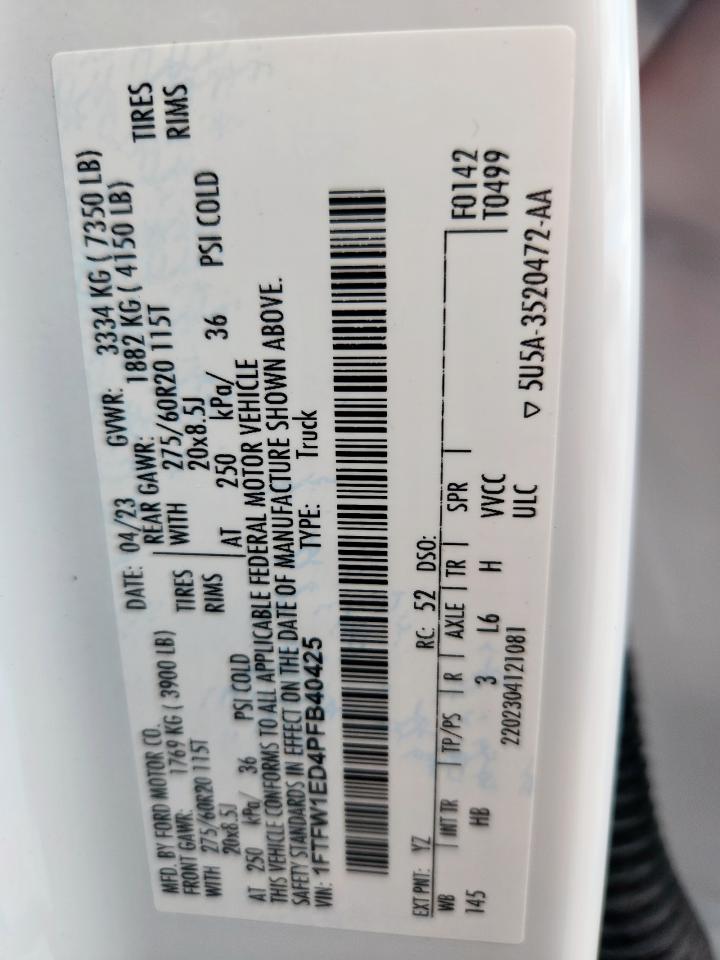 MFD. BY FORD MOTOR CO. DATE: 04/23 GVWR: 3334 KG ( 7350 LB)
FRONT GAWR: 1769 KG ( 3900 LB) REAR GAWR: 1882 KG ( 4150 LB)
WITH 275/60R20 115T TIRES WITH 275/60R20 115T TIRES
20x8.5J RIMS 20x8.5J RIMS
AT 250 kPa/ 36 PSI COLD AT 250 kPa/ 36 PSI COLD
THIS VEHICLE CONFORMS TO ALL APPLICABLE FEDERAL MOTOR VEHICLE
SAFETY STANDARDS IN EFFECT ON THE DATE OF MANUFACTURE SHOWN ABOVE.
VIN: 1FTFW1ED4PFB40425 TYPE: Truck
EXT PNT: YZ RC: 52 DSO: F0142
WB INT TR TP/PS R AXLE TR SPR T0499
145 HB 3 L6 H VVCC
2202304121081 ULC
▽ 5U5A-3520472-AA